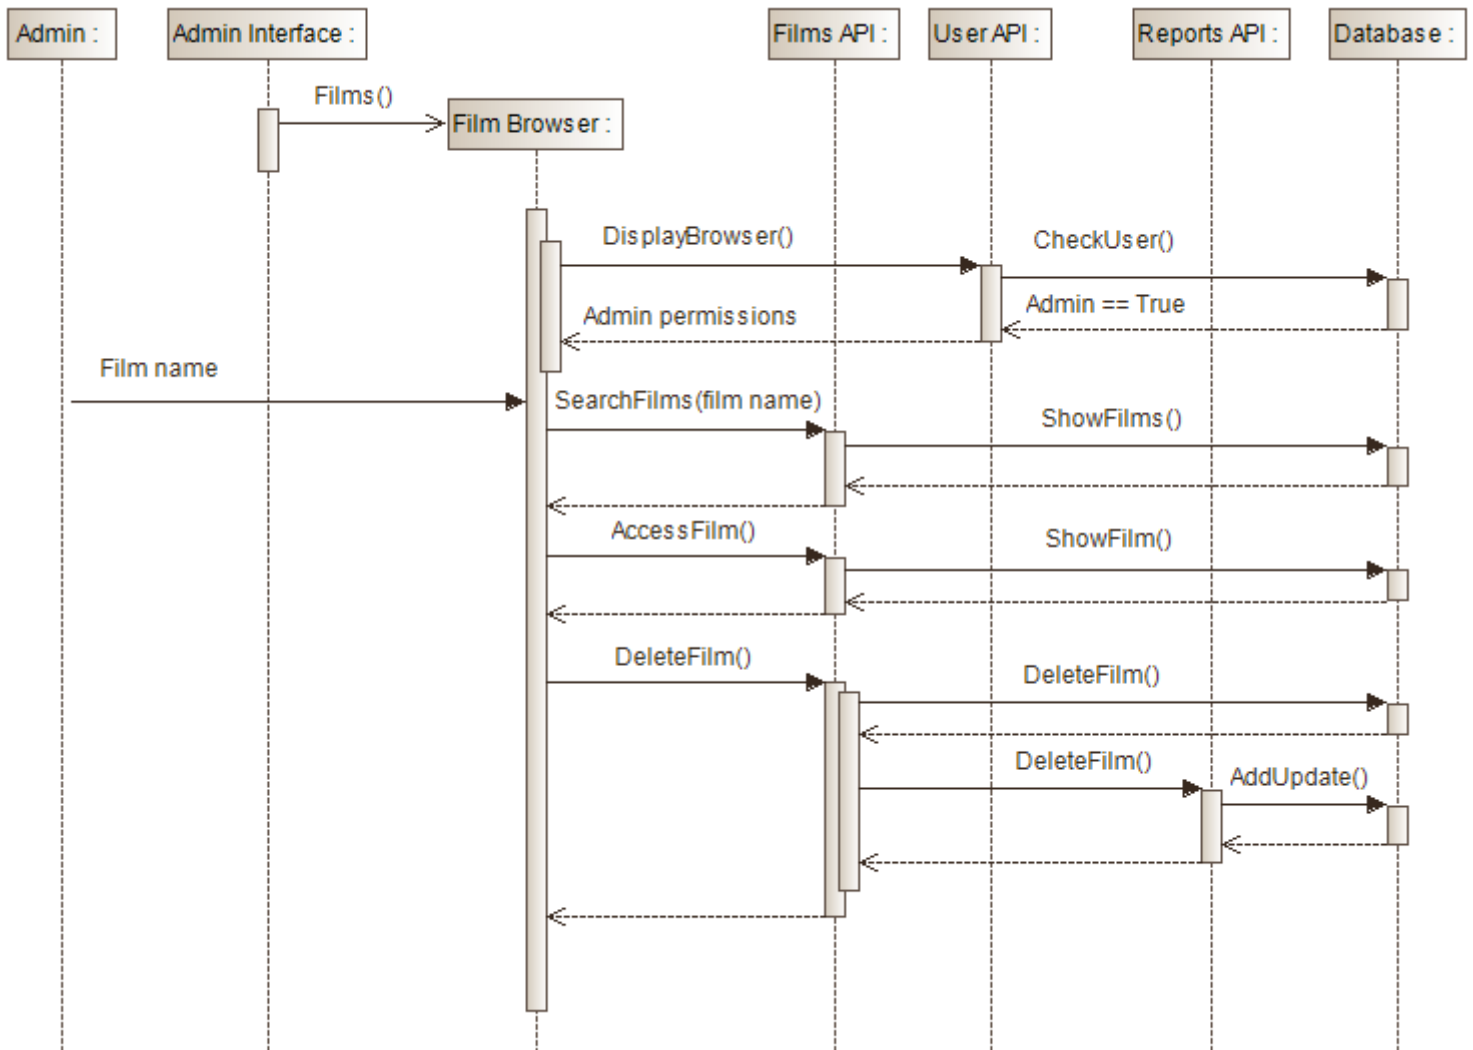 Admin :
Admin Interface :
Films API :
User API :
Reports API :
Database :
Films()
Film Browser :
DisplayBrowser()
CheckUser()
Admin permissions
Admin == True
Film name
SearchFilms(film name)
ShowFilms()
AccessFilm()
ShowFilm()
DeleteFilm()
DeleteFilm()
DeleteFilm()
AddUpdate()